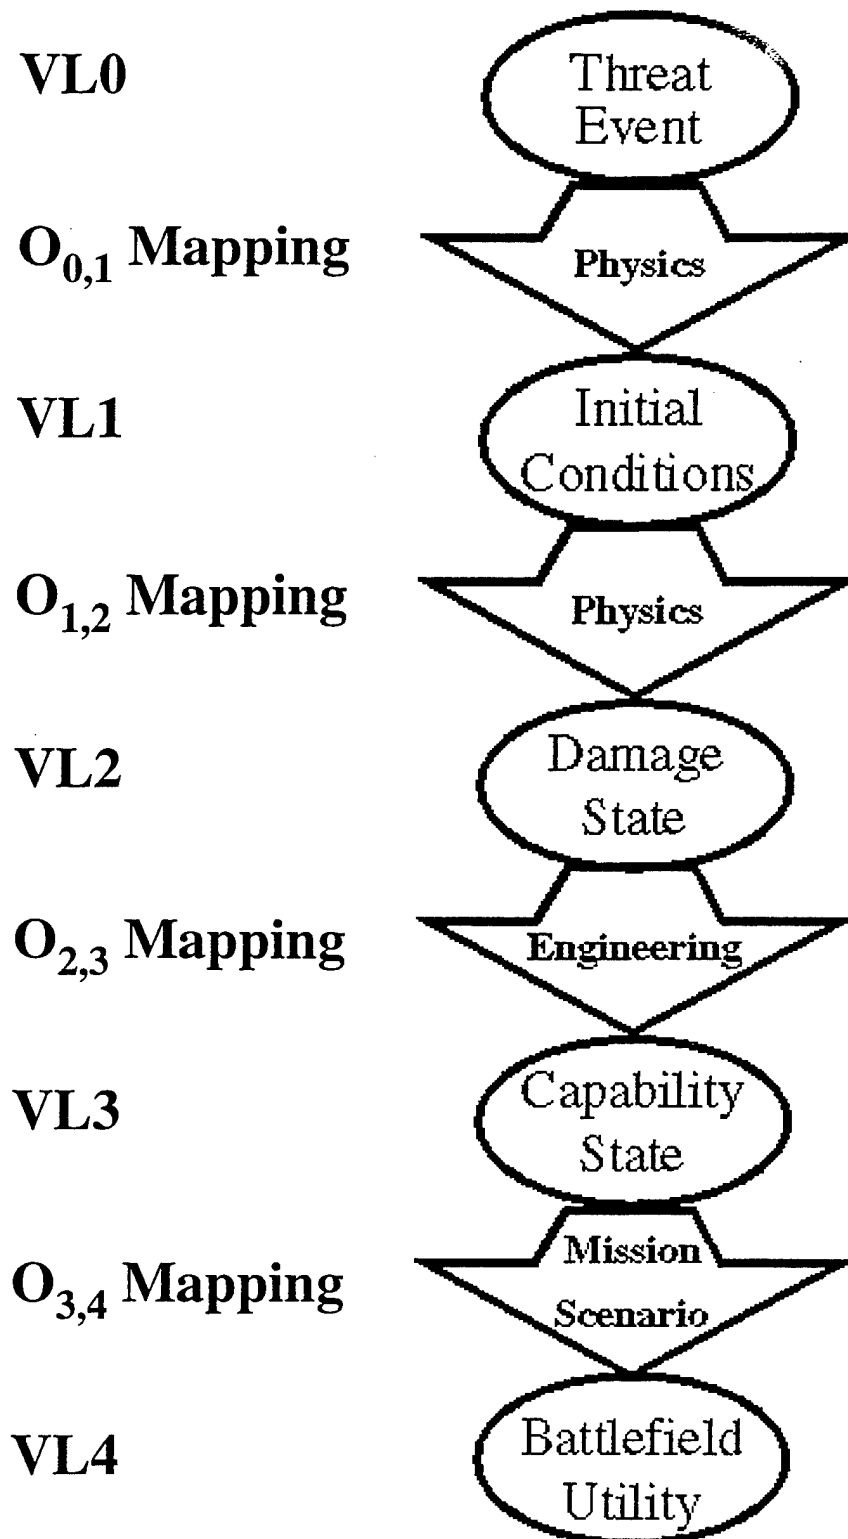 VL0
Threat
Event
O0,1 Mapping
Physics
VL1
Initial
Conditions
O1,2 Mapping
Physics
VL2
Damage
State
O2,3 Mapping
Engineering
VL3
Capability
State
O3,4 Mapping
Mission
Scenario
VL4
Battlefield
Utility